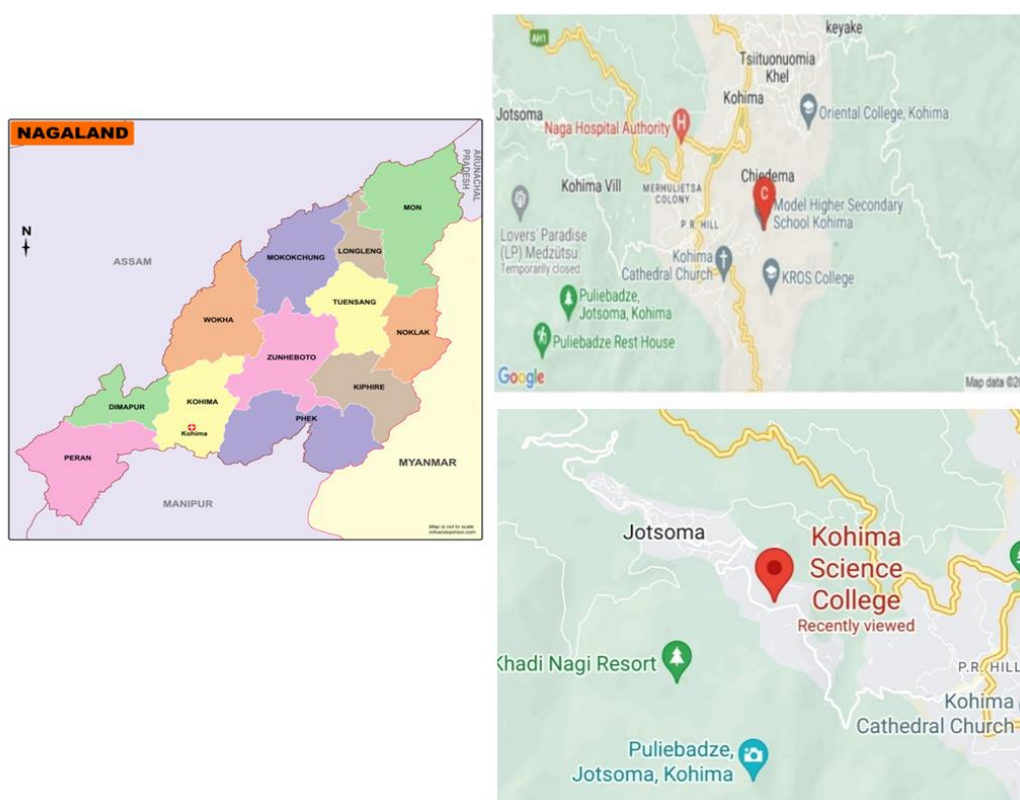 NAGALAND
N
ASSAM
ARUNACHAL
PRADESH
MON
LONGLENG
MOKOKCHUNG
TUENSANG
WOKHA
NOKLAK
ZUNHEBOTO
KIPHIRE
KOHIMA
DIMAPUR
Kohima
PHEK
PERAN
MYANMAR
MANIPUR
Map is not to scale
AH1
keyake
Tsiituonuomia
Khel
Kohima
Jotsoma
Oriental College, Kohima
Naga Hospital Authority
H
Chiedema
C
Kohima Vill
MERHULIETSA
COLONY
Model Higher Secondary
School Kohima
P.R. HILL
Lovers' Paradise
(LP) Medzütsu
Temporarily closed
Kohima
Cathedral Church
KROS College
Puliebadze,
Jotsoma, Kohima
Puliebadze Rest House
Google
Map data ©20
Jotsoma
Kohima
Science
College
Recently viewed
Khadi Nagi Resort
P.R. HILL
Kohima
Cathedral Church
Puliebadze,
Jotsoma, Kohima